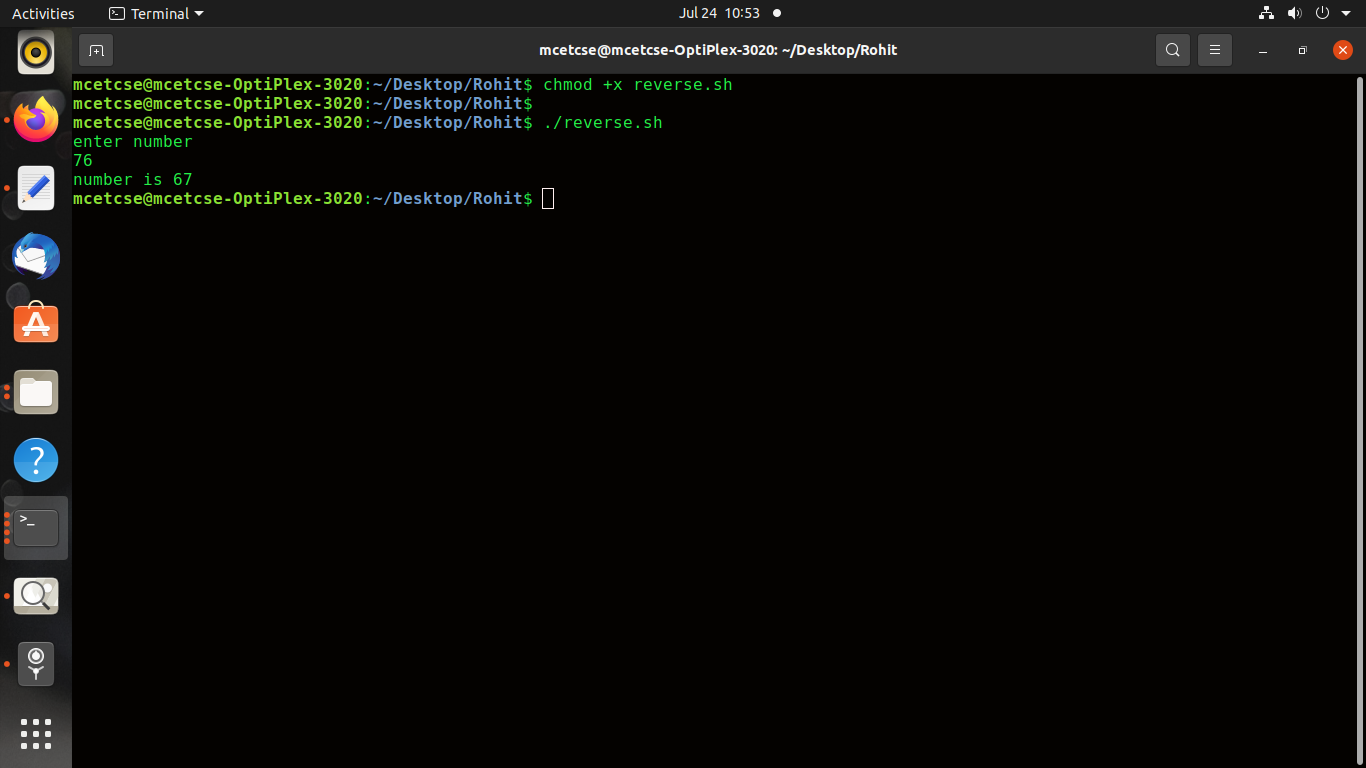 Activities Terminal Jul 24 10:53
mcetcse@mcetcse-OptiPlex-3020: ~/Desktop/Rohit
mcetcse@mcetcse-OptiPlex-3020:~/Desktop/Rohit$ chmod +x reverse.sh
mcetcse@mcetcse-OptiPlex-3020:~/Desktop/Rohit$
mcetcse@mcetcse-OptiPlex-3020:~/Desktop/Rohit$ ./reverse.sh
enter number
76
number is 67
mcetcse@mcetcse-OptiPlex-3020:~/Desktop/Rohit$